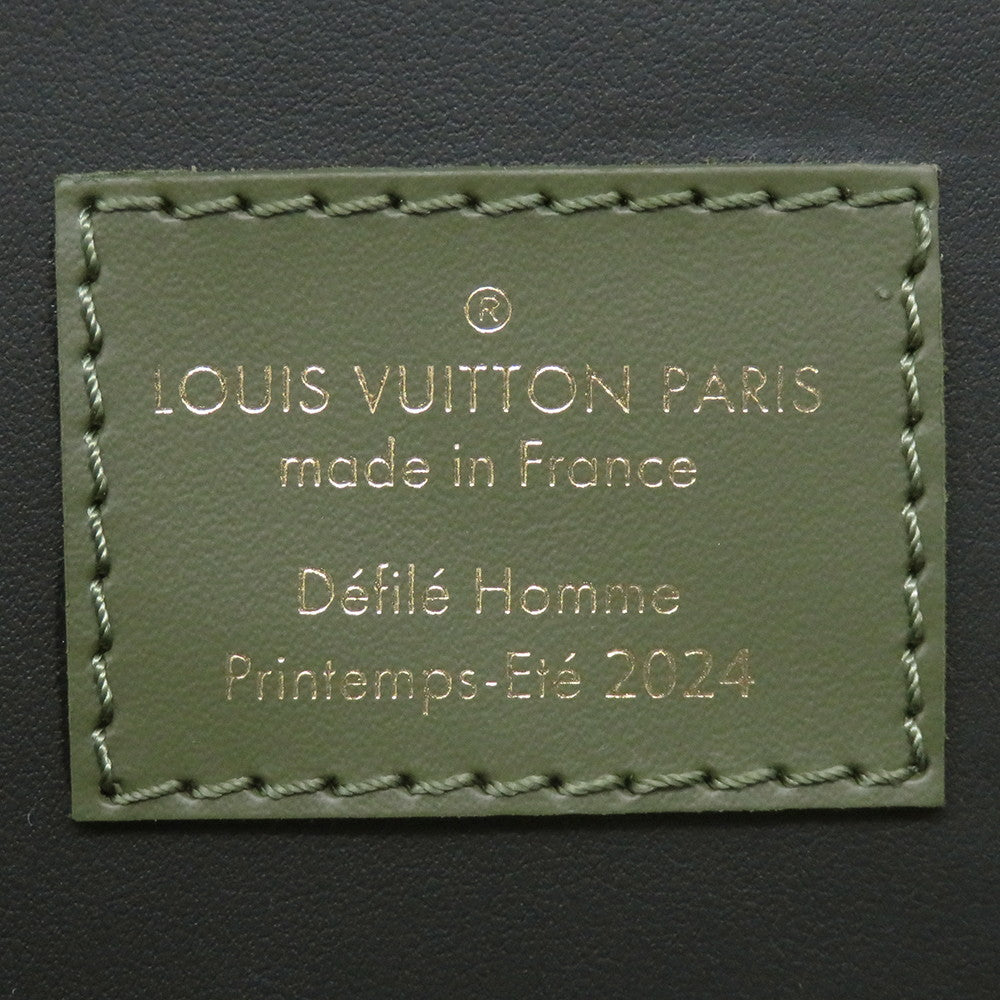 ®
LOUIS VUITTON PARIS
made in France
Défilé Homme
Printemps-Eté 2024